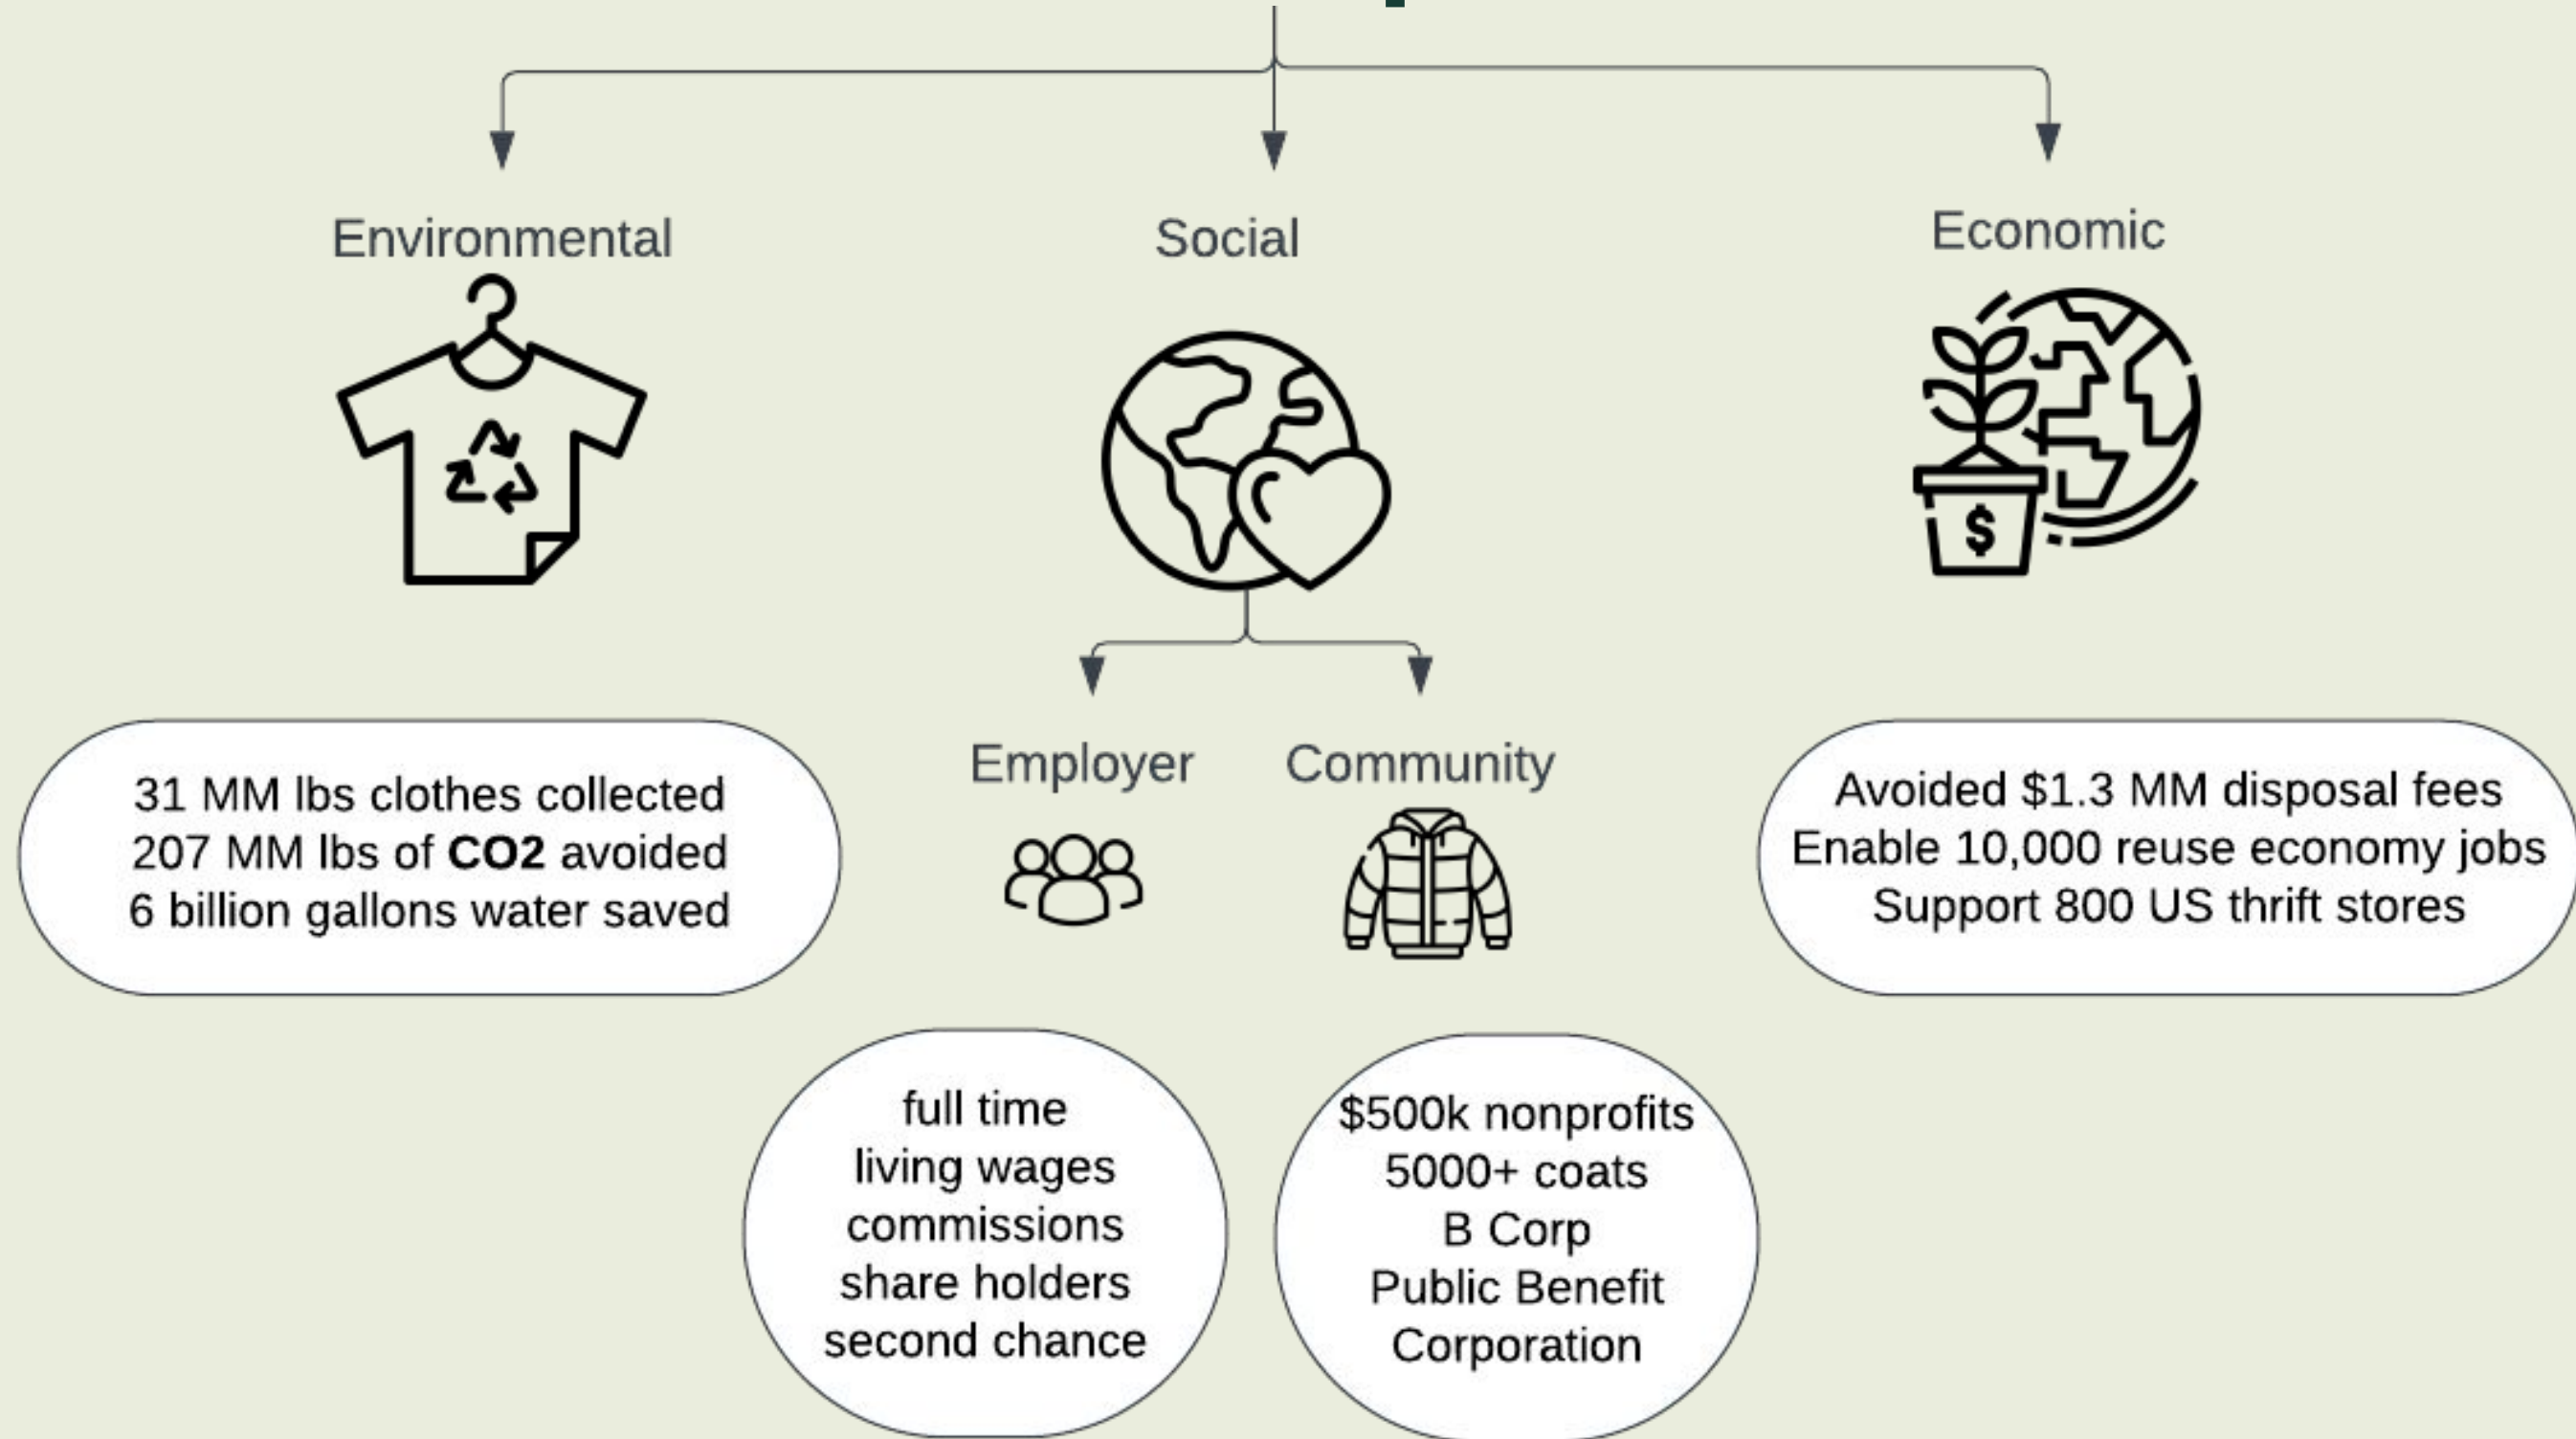 Environmental
Social
Economic
$
31 MM lbs clothes collected
207 MM lbs of CO2 avoided
6 billion gallons water saved
Employer
Community
Avoided $1.3 MM disposal fees
Enable 10,000 reuse economy jobs
Support 800 US thrift stores
full time
living wages
commissions
share holders
second chance
$500k nonprofits
5000+ coats
B Corp
Public Benefit
Corporation